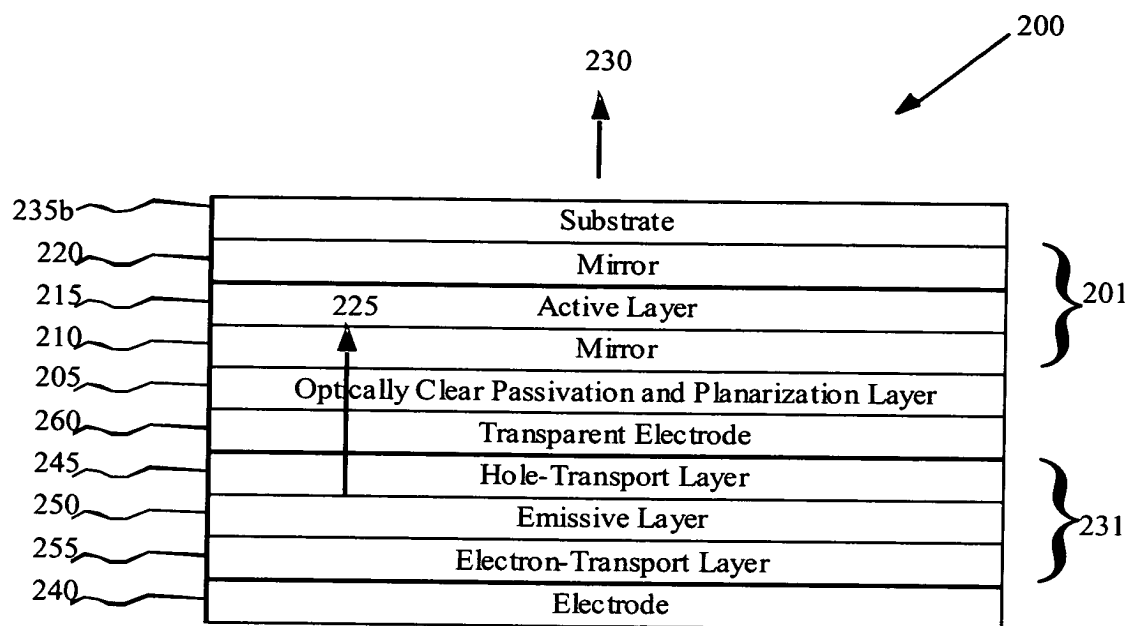 200
230
235b
Substrate
220
Mirror
201
215
225
Active Layer
210
Mirror
205
Optically Clear Passivation and Planarization Layer
260
Transparent Electrode
245
Hole-Transport Layer
250
Emissive Layer
231
255
Electron-Transport Layer
240
Electrode